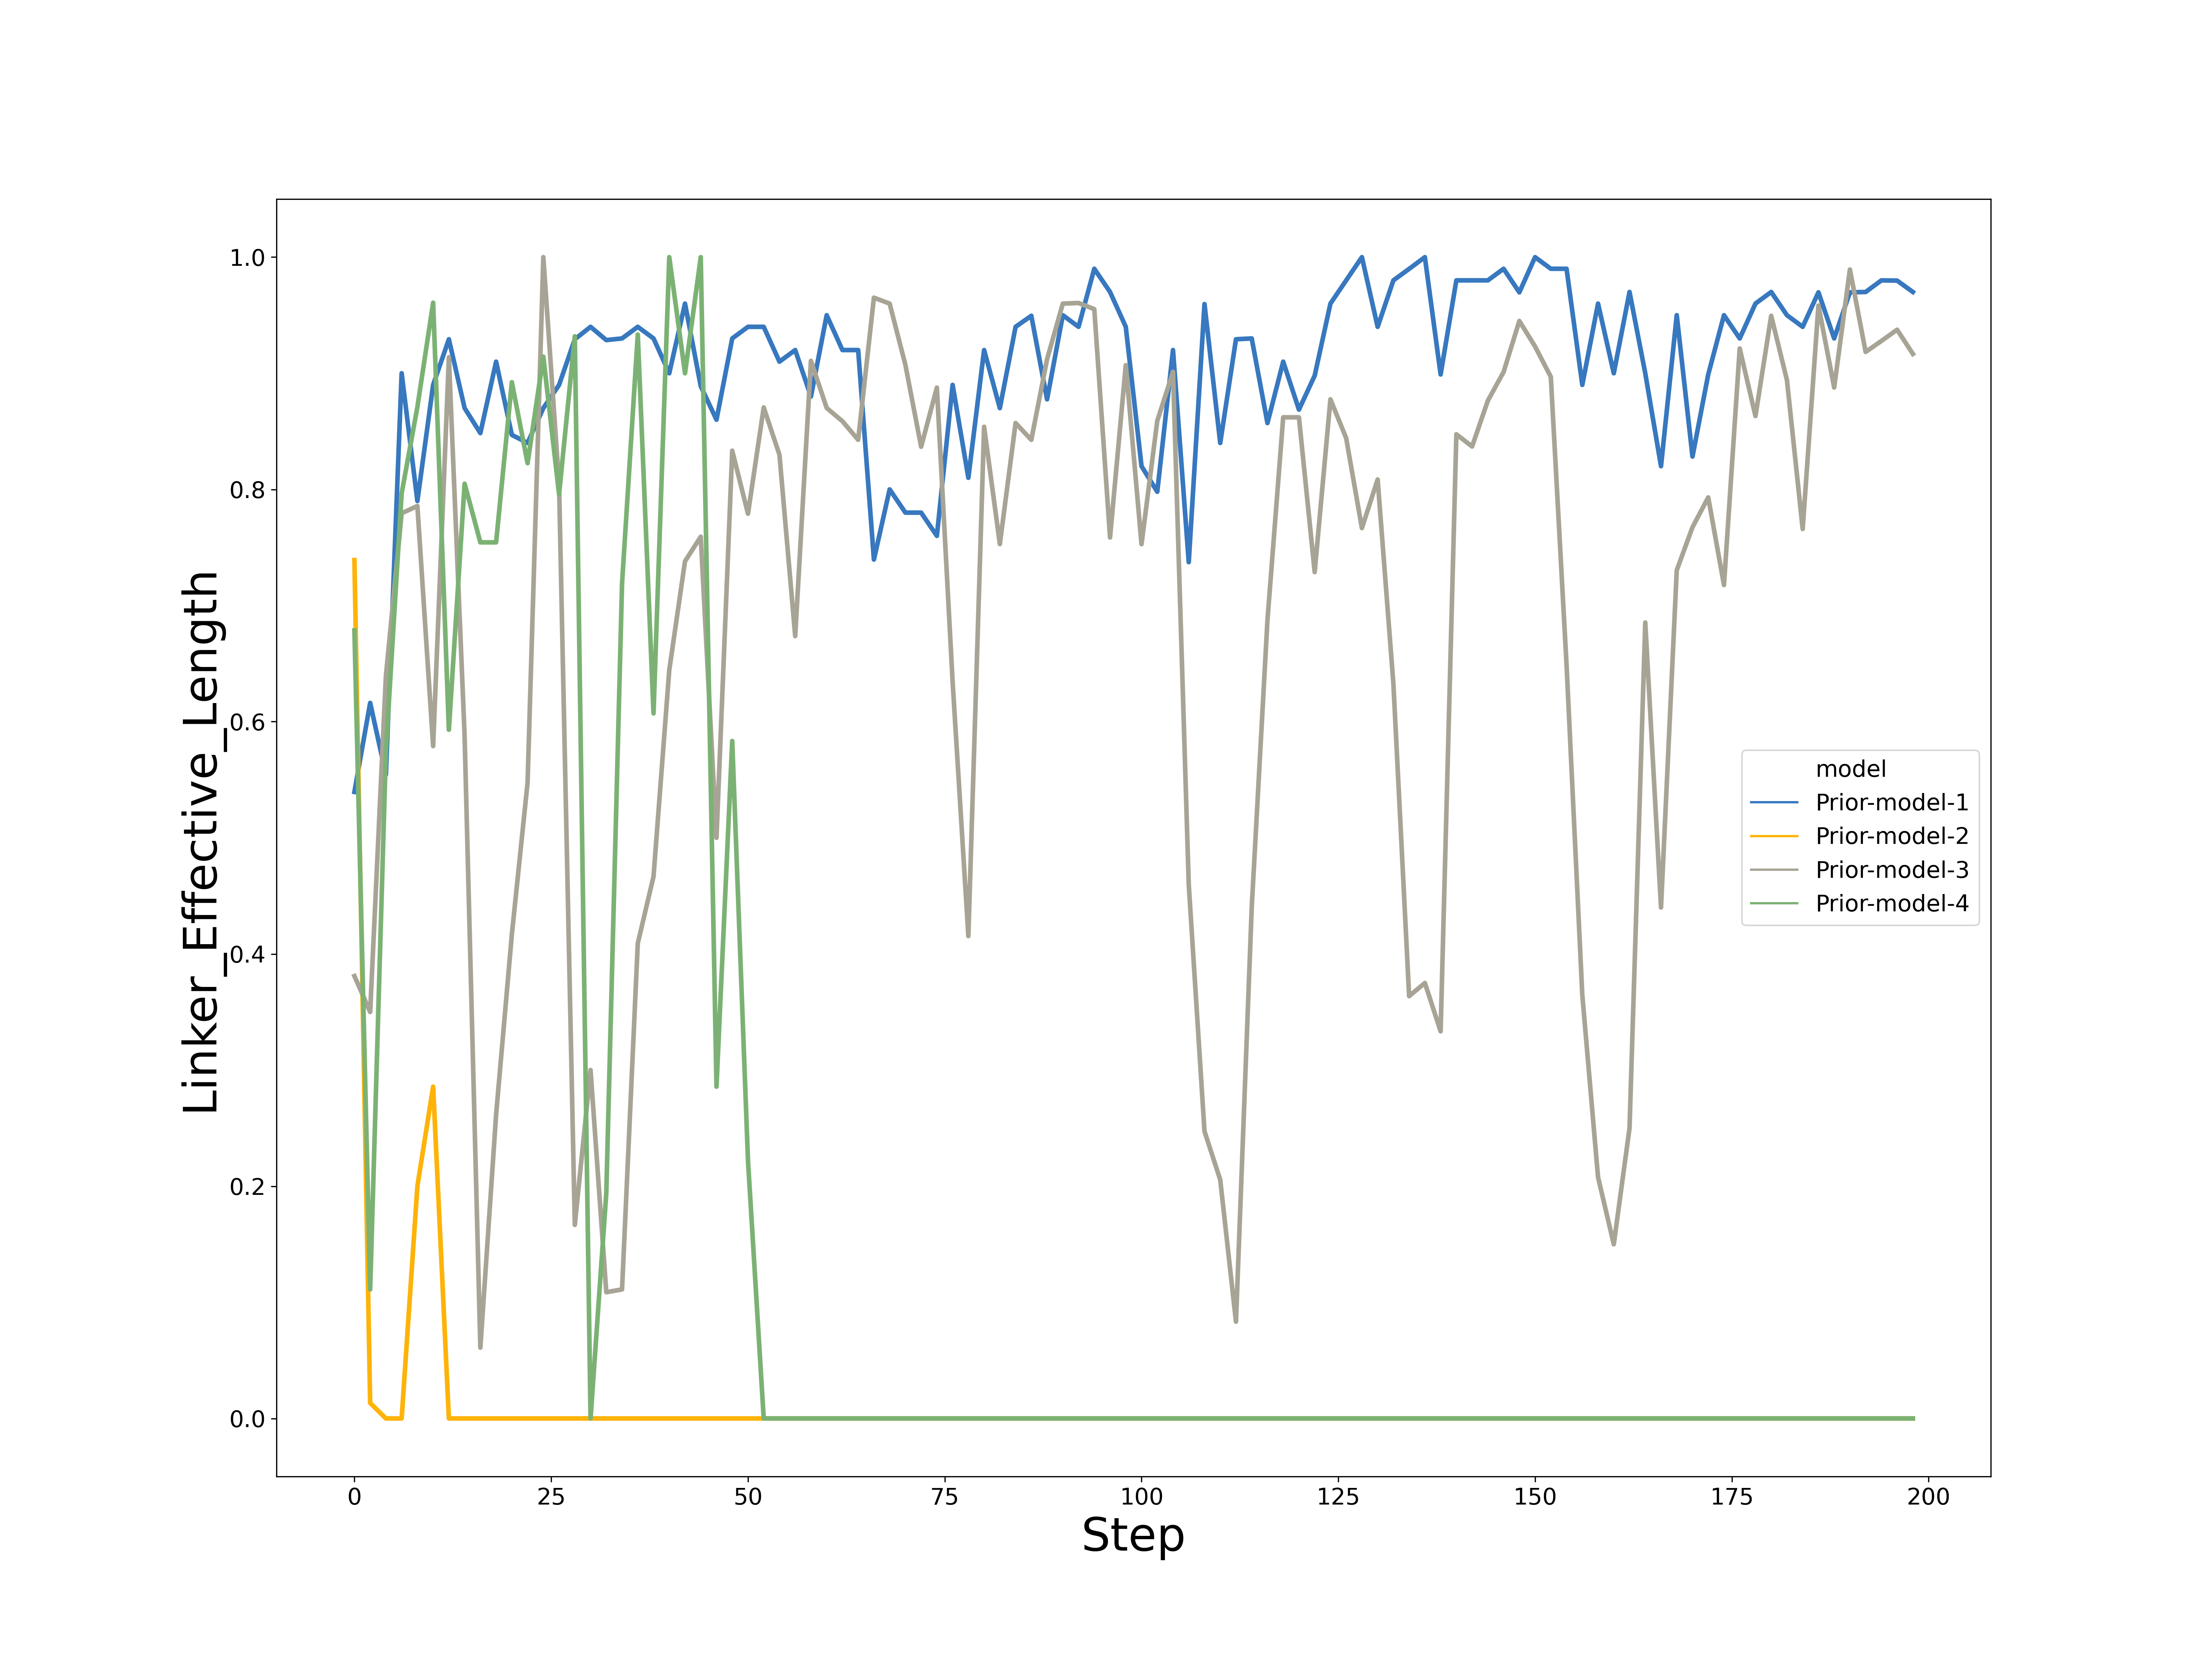 Linker_Effective_Length
1.0
0.8
0.6
0.4
0.2
0.0
model
Prior-model-1
Prior-model-2
Prior-model-3
Prior-model-4
0 25 50 75 100 125 150 175 200
Step